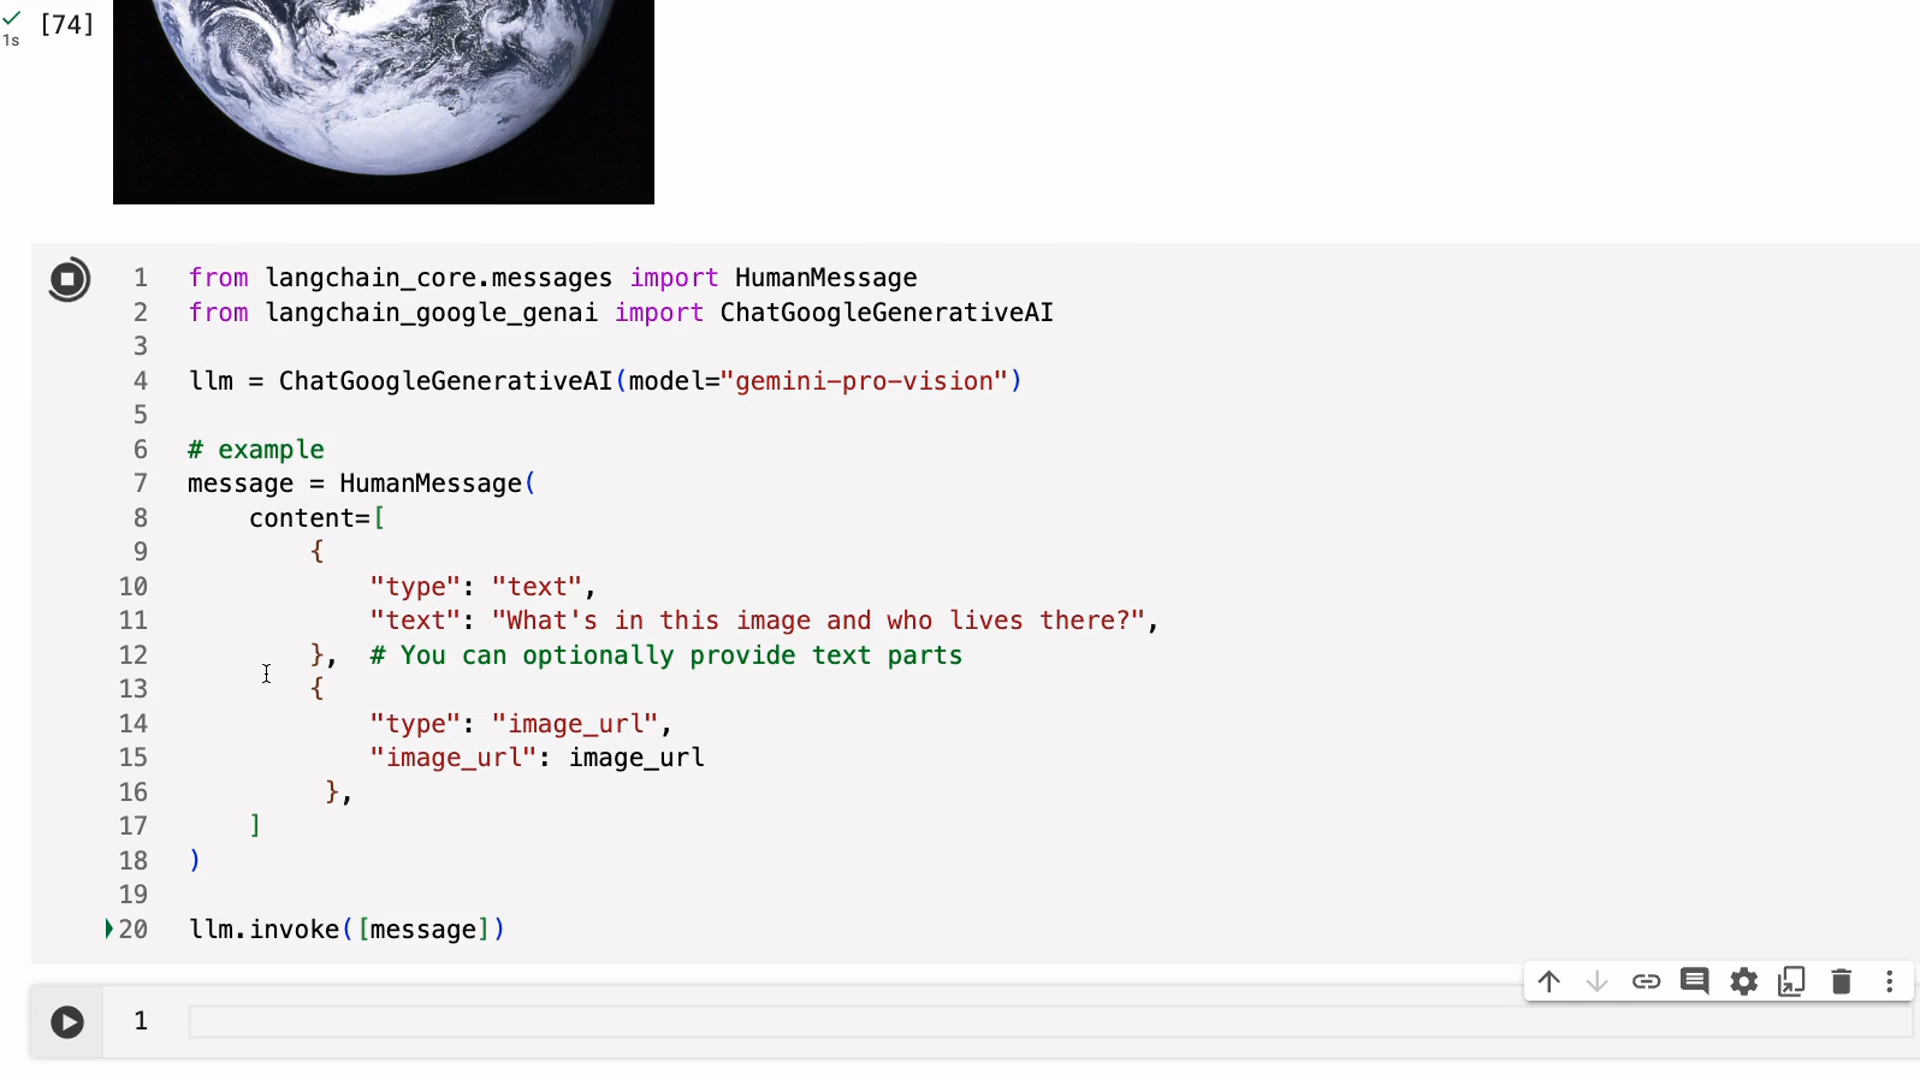 [74]
1s
1 from langchain_core.messages import HumanMessage
2 from langchain_google_genai import ChatGoogleGenerativeAI
3
4 llm = ChatGoogleGenerativeAI(model="gemini-pro-vision")
5
6 # example
7 message = HumanMessage(
8     content=[
9         {
10             "type": "text",
11             "text": "What's in this image and who lives there?",
12         },  # You can optionally provide text parts
13         {
14             "type": "image_url",
15             "image_url": image_url
16          },
17     ]
18 )
19
20 llm.invoke([message])
1